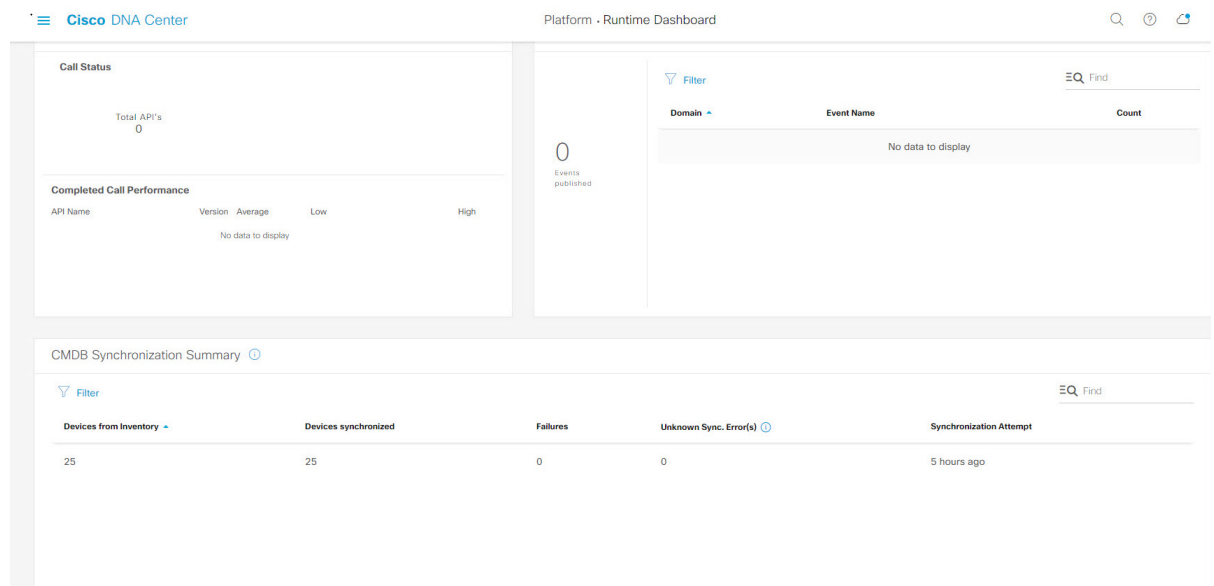 Cisco DNA Center
Platform • Runtime Dashboard
Call Status
Total API's
0
Completed Call Performance
API Name Version Average Low High
No data to display
0
Events
published
Filter
Find
Domain Event Name Count
No data to display
CMDB Synchronization Summary
Filter
Find
Devices from Inventory Devices synchronized Failures Unknown Sync. Error(s) Synchronization Attempt
25 25 0 0 5 hours ago